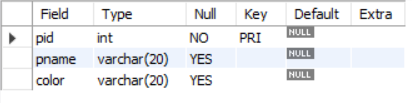 Field Type Null Key Default Extra
pid int NO PRI NULL
pname varchar(20) YES NULL
color varchar(20) YES NULL